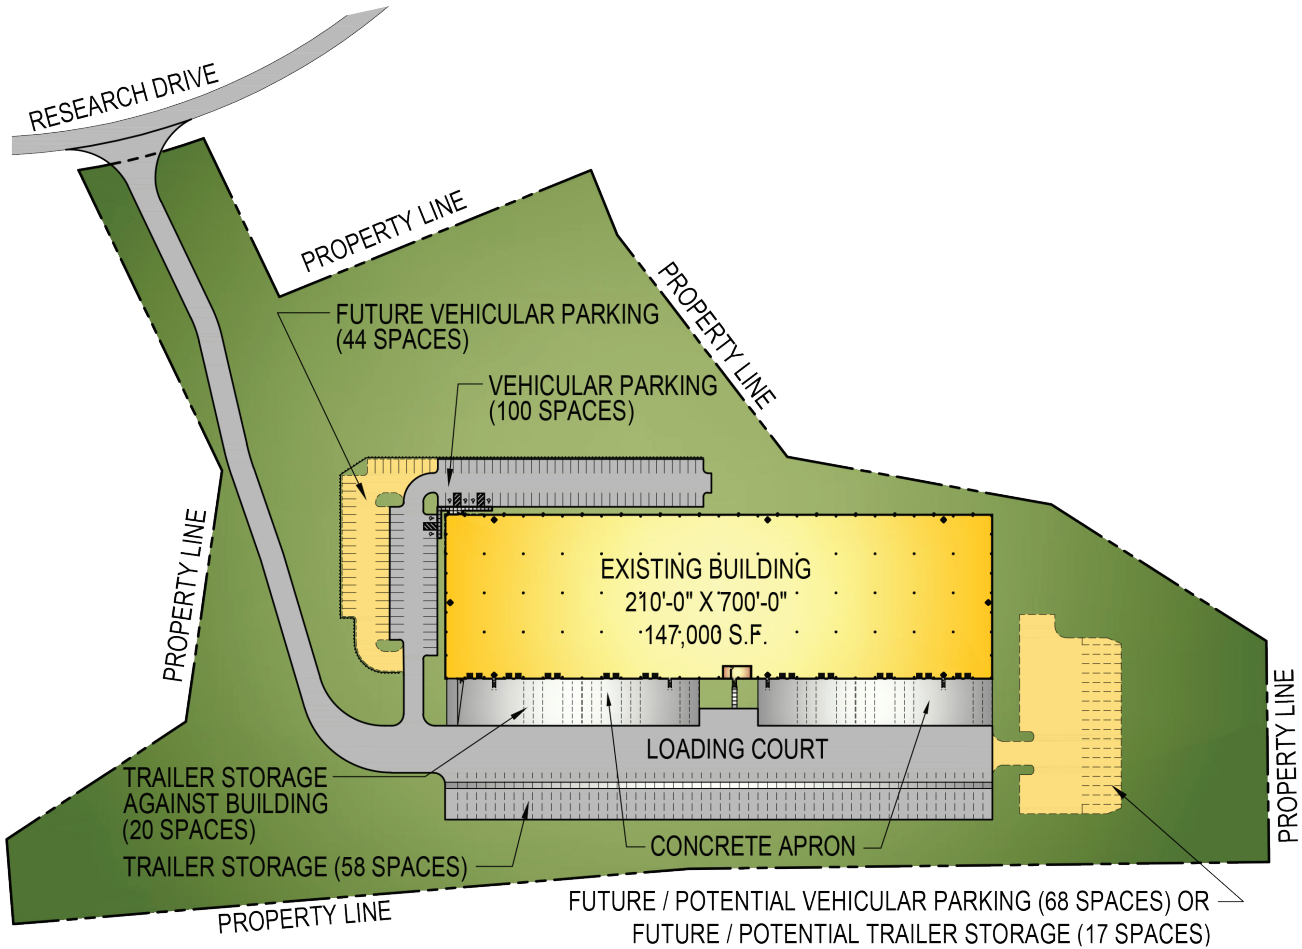 RESEARCH DRIVE
PROPERTY LINE
PROPERTY LINE
FUTURE VEHICULAR PARKING
(44 SPACES)
VEHICULAR PARKING
(100 SPACES)
PROPERTY LINE
EXISTING BUILDING
210'-0" X 700'-0"
147,000 S.F.
PROPERTY LINE
LOADING COURT
TRAILER STORAGE
AGAINST BUILDING
(20 SPACES)
TRAILER STORAGE (58 SPACES)
CONCRETE APRON
PROPERTY LINE
FUTURE / POTENTIAL VEHICULAR PARKING (68 SPACES) OR
FUTURE / POTENTIAL TRAILER STORAGE (17 SPACES)